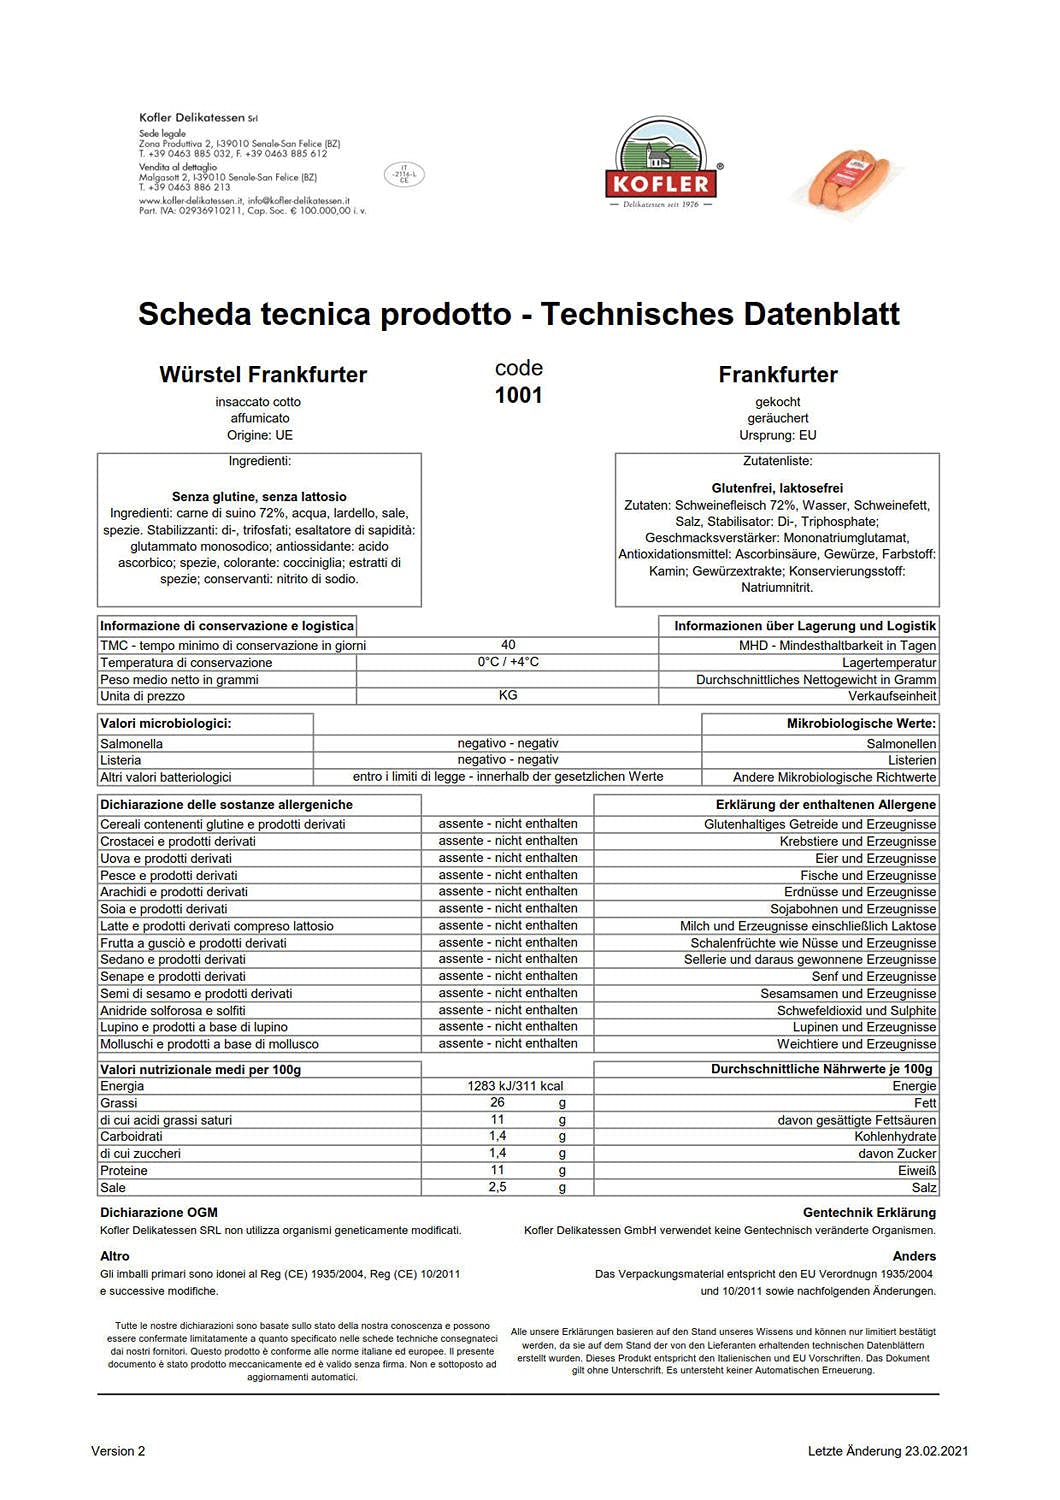 Kofler Delikatessen Srl
Sede legale
Zona Produttiva 2, I-39010 Senale-San Felice (BZ)
T. +39 0463 885 032, F. +39 0463 885 612
Vendita al dettaglio
Malgasott 2, I-39010 Senale-San Felice (BZ)
T. +39 0463 886 213
www.kofler-delikatessen.it, info@kofler-delikatessen.it
Part. IVA: 02936910211, Cap. Soc. € 100.000,00 i. v.
IT
-2116-L
CE
KOFLER ®
— Delikatessen seit 1976 —
Scheda tecnica prodotto - Technisches Datenblatt
Würstel Frankfurter
insaccato cotto
affumicato
Origine: UE
code
1001
Frankfurter
gekocht
geräuchert
Ursprung: EU
Ingredienti:
Senza glutine, senza lattosio
Ingredienti: carne di suino 72%, acqua, lardello, sale,
spezie. Stabilizzanti: di-, trifosfati; esaltatore di sapidità:
glutammato monosodico; antiossidante: acido
ascorbico; spezie, colorante: cocciniglia; estratti di
spezie; conservanti: nitrito di sodio.
Zutatenliste:
Glutenfrei, laktosefrei
Zutaten: Schweinefleisch 72%, Wasser, Schweinefett,
Salz, Stabilisator: Di-, Triphosphate;
Geschmacksverstärker: Mononatriumglutamat,
Antioxidationsmittel: Ascorbinsäure, Gewürze, Farbstoff:
Kamin; Gewürzextrakte; Konservierungsstoff:
Natriumnitrit.
Informazione di conservazione e logistica Informazionen über Lagerung und Logistik
TMC - tempo minimo di conservazione in giorni 40 MHD - Mindesthaltbarkeit in Tagen
Temperatura di conservazione 0°C / +4°C Lagertemperatur
Peso medio netto in grammi Durchschnittliches Nettogewicht in Gramm
Unita di prezzo KG Verkaufseinheit
Valori microbiologici: Mikrobiologische Werte:
Salmonella negativo - negativ Salmonellen
Listeria negativo - negativ Listerien
Altri valori batteriologici entro i limiti di legge - innerhalb der gesetzlichen Werte Andere Mikrobiologische Richtwerte
Dichiarazione delle sostanze allergeniche Erklärung der enthaltenen Allergene
Cereali contenenti glutine e prodotti derivati assente - nicht enthalten Glutenhaltiges Getreide und Erzeugnisse
Crostacei e prodotti derivati assente - nicht enthalten Krebstiere und Erzeugnisse
Uova e prodotti derivati assente - nicht enthalten Eier und Erzeugnisse
Pesce e prodotti derivati assente - nicht enthalten Fische und Erzeugnisse
Arachidi e prodotti derivati assente - nicht enthalten Erdnüsse und Erzeugnisse
Soia e prodotti derivati assente - nicht enthalten Sojabohnen und Erzeugnisse
Latte e prodotti derivati compreso lattosio assente - nicht enthalten Milch und Erzeugnisse einschließlich Laktose
Frutta a gusciò e prodotti derivati assente - nicht enthalten Schalenfrüchte wie Nüsse und Erzeugnisse
Sedano e prodotti derivati assente - nicht enthalten Sellerie und daraus gewonnene Erzeugnisse
Senape e prodotti derivati assente - nicht enthalten Senf und Erzeugnisse
Semi di sesamo e prodotti derivati assente - nicht enthalten Sesamsamen und Erzeugnisse
Anidride solforosa e solfiti assente - nicht enthalten Schwefeldioxid und Sulphite
Lupino e prodotti a base di lupino assente - nicht enthalten Lupinen und Erzeugnisse
Molluschi e prodotti a base di mollusco assente - nicht enthalten Weichtiere und Erzeugnisse
Valori nutrizionale medi per 100g Durchschnittliche Nährwerte je 100g
Energia 1283 kJ/311 kcal Energie
Grassi 26 g Fett
di cui acidi grassi saturi 11 g davon gesättigte Fettsäuren
Carboidrati 1,4 g Kohlenhydrate
di cui zuccheri 1,4 g davon Zucker
Proteine 11 g Eiweiß
Sale 2,5 g Salz
Dichiarazione OGM
Kofler Delikatessen SRL non utilizza organismi geneticamente modificati.
Gentechnik Erklärung
Kofler Delikatessen GmbH verwendet keine Gentechnisch veränderte Organismen.
Altro
Gli imballi primari sono idonei al Reg (CE) 1935/2004, Reg (CE) 10/2011
e successive modifiche.
Anders
Das Verpackungsmaterial entspricht den EU Verordnugn 1935/2004
und 10/2011 sowie nachfolgenden Änderungen.
Tutte le nostre dichiarazioni sono basate sullo stato della nostra conoscenza e possono
essere confermate limitatamente a quanto specificato nelle schede techniche consegnateci
dai nostri fornitori. Questo prodotto è conforme alle norme italiane ed europee. Il presente
documento è stato prodotto meccanicamente ed è valido senza firma. Non e sottoposto ad
aggiornamenti automatici.
Alle unsere Erklärungen basieren auf den Stand unseres Wissens und können nur limitiert bestätigt
werden, da sie auf dem Stand der von den Lieferanten erhaltenden technischen Datenblättern
erstellt wurden. Dieses Produkt entspricht den Italienischen und EU Vorschriften. Das Dokument
gilt ohne Unterschrift. Es untersteht keiner Automatischen Erneuerung.
Version 2
Letzte Änderung 23.02.2021